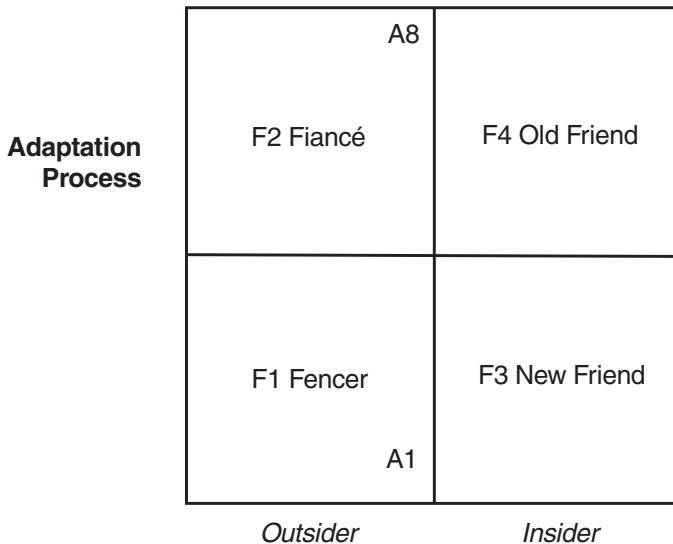 A8
F2 Fiancé
F4 Old Friend
Adaptation
Process
F1 Fencer
F3 New Friend
A1
Outsider
Insider